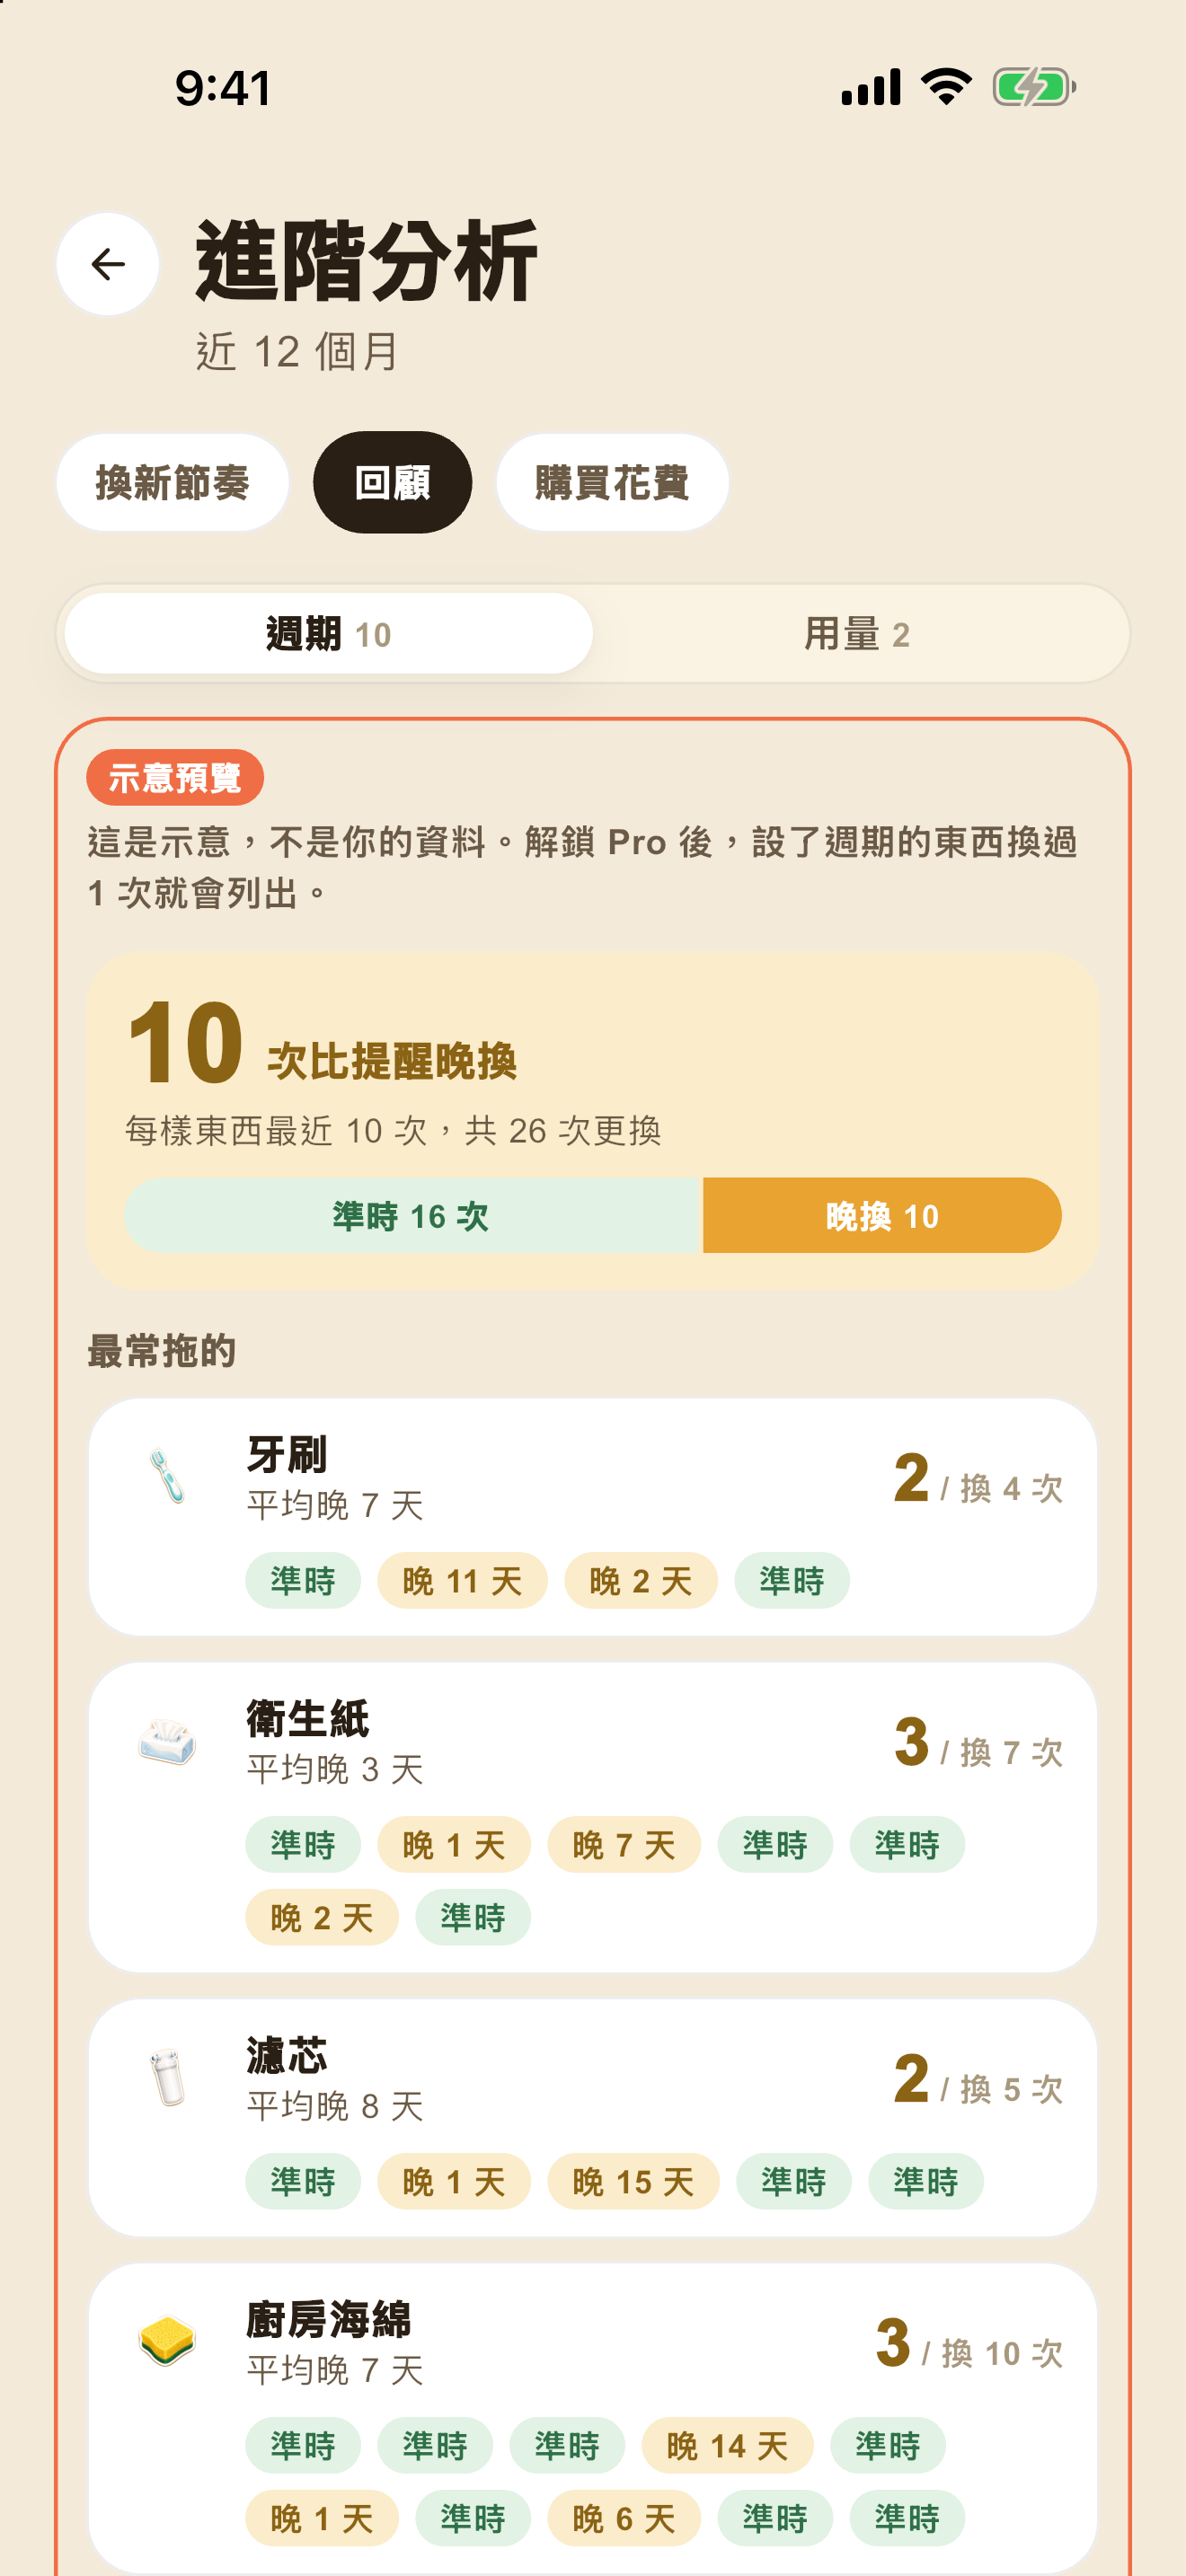 9:41
進階分析
近 12 個月
換新節奏 回顧 購買花費
週期 10 用量 2
示意預覽
這是示意，不是你的資料。解鎖 Pro 後，設了週期的東西換過
1 次就會列出。
10 次比提醒晚換
每樣東西最近 10 次，共 26 次更換
準時 16 次 晚換 10
最常拖的
牙刷
2 / 換 4 次
平均晚 7 天
準時 晚 11 天 晚 2 天 準時
衛生紙
3 / 換 7 次
平均晚 3 天
準時 晚 1 天 晚 7 天 準時 準時
晚 2 天 準時
濾芯
2 / 換 5 次
平均晚 8 天
準時 晚 1 天 晚 15 天 準時 準時
廚房海綿
3 / 換 10 次
平均晚 7 天
準時 準時 準時 晚 14 天 準時
晚 1 天 準時 晚 6 天 準時 準時